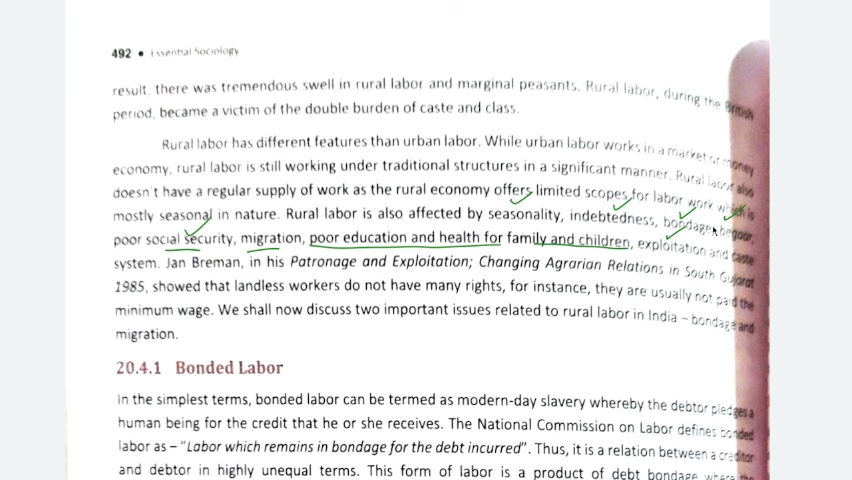 492 • Essential Sociology
result, there was tremendous swell in rural labor and marginal peasants. Rural labor, during the British
period, became a victim of the double burden of caste and class.
Rural labor has different features than urban labor. While urban labor works in a market or money
economy, rural labor is still working under traditional structures in a significant manner. Rural labor also
doesn't have a regular supply of work as the rural economy offers limited scopes for labor work which is
mostly seasonal in nature. Rural labor is also affected by seasonality, indebtedness, bondage, begaar,
poor social security, migration, poor education and health for family and children, exploitation and caste
system. Jan Breman, in his Patronage and Exploitation; Changing Agrarian Relations in South Gujarat
1985, showed that landless workers do not have many rights, for instance, they are usually not paid the
minimum wage. We shall now discuss two important issues related to rural labor in India – bondage and
migration.
20.4.1 Bonded Labor
In the simplest terms, bonded labor can be termed as modern-day slavery whereby the debtor pledges a
human being for the credit that he or she receives. The National Commission on Labor defines bonded
labor as – "Labor which remains in bondage for the debt incurred". Thus, it is a relation between a creditor
and debtor in highly unequal terms. This form of labor is a product of debt bondage where the